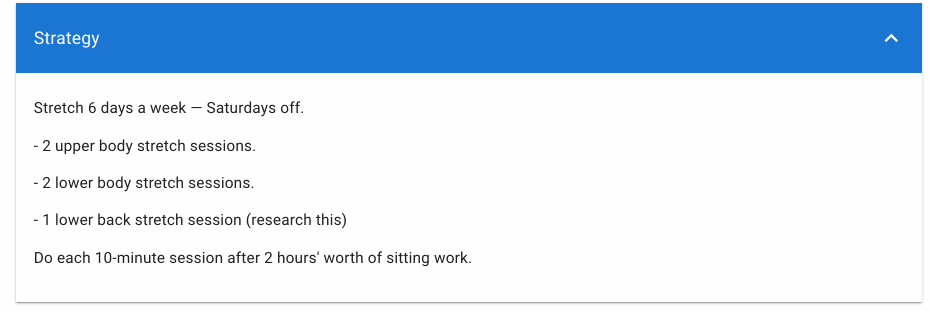 Strategy
Stretch 6 days a week — Saturdays off.
- 2 upper body stretch sessions.
- 2 lower body stretch sessions.
- 1 lower back stretch session (research this)
Do each 10-minute session after 2 hours' worth of sitting work.